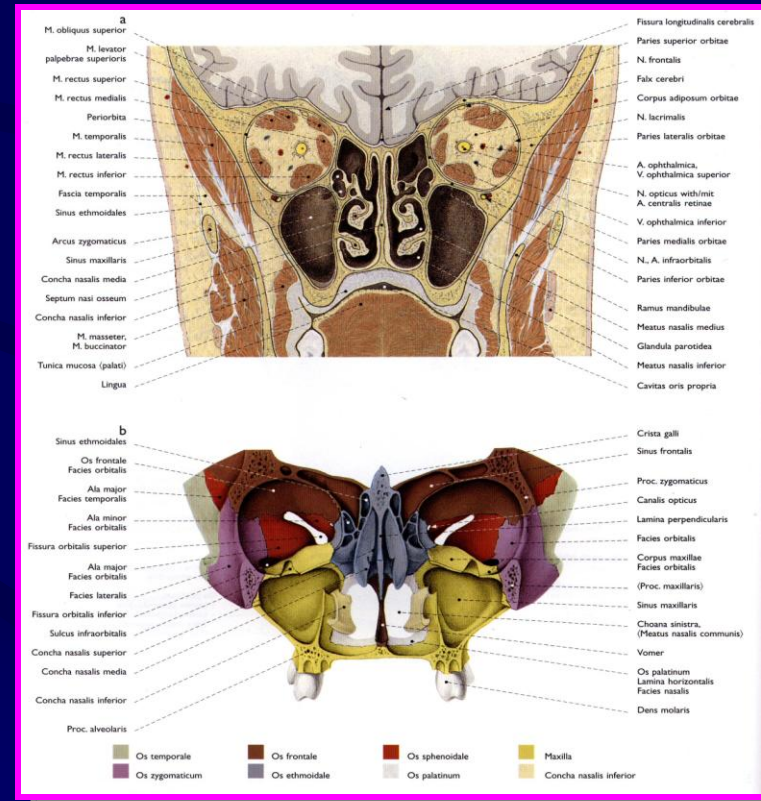 a
M. obliquus superior
M. levator
palpebrae superioris
M. rectus superior
M. rectus medialis
Periorbita
M. temporalis
M. rectus lateralis
M. rectus inferior
Fascia temporalis
Sinus ethmoidales
Arcus zygomaticus
Sinus maxillaris
Concha nasalis media
Septum nasi osseum
Concha nasalis inferior
M. masseter,
M. buccinator
Tunica mucosa (palati)
Lingua
Fissura longitudinalis cerebralis
Paries superior orbitae
N. frontalis
Falx cerebri
Corpus adiposum orbitae
N. lacrimalis
Paries lateralis orbitae
A. ophthalmica,
V. ophthalmica superior
N. opticus with/mit
A. centralis retinae
V. ophthalmica inferior
Paries medialis orbitae
N., A. infraorbitalis
Paries inferior orbitae
Ramus mandibulae
Meatus nasalis medius
Glandula parotidea
Meatus nasalis inferior
Cavitas oris propria
b
Sinus ethmoidales
Os frontale
Facies orbitalis
Ala major
Facies temporalis
Ala minor
Facies orbitalis
Fissura orbitalis superior
Ala major
Facies orbitalis
Facies lateralis
Fissura orbitalis inferior
Sulcus infraorbitalis
Concha nasalis superior
Concha nasalis media
Concha nasalis inferior
Proc. alveolaris
Crista galli
Sinus frontalis
Proc. zygomaticus
Canalis opticus
Lamina perpendicularis
Facies orbitalis
Corpus maxillae
Facies orbitalis
(Proc. maxillaris)
Sinus maxillaris
Choana sinistra,
(Meatus nasalis communis)
Vomer
Os palatinum
Lamina horizontalis
Facies nasalis
Dens molaris
Os temporale
Os frontale
Os sphenoidale
Maxilla
Os zygomaticum
Os ethmoidale
Os palatinum
Concha nasalis inferior